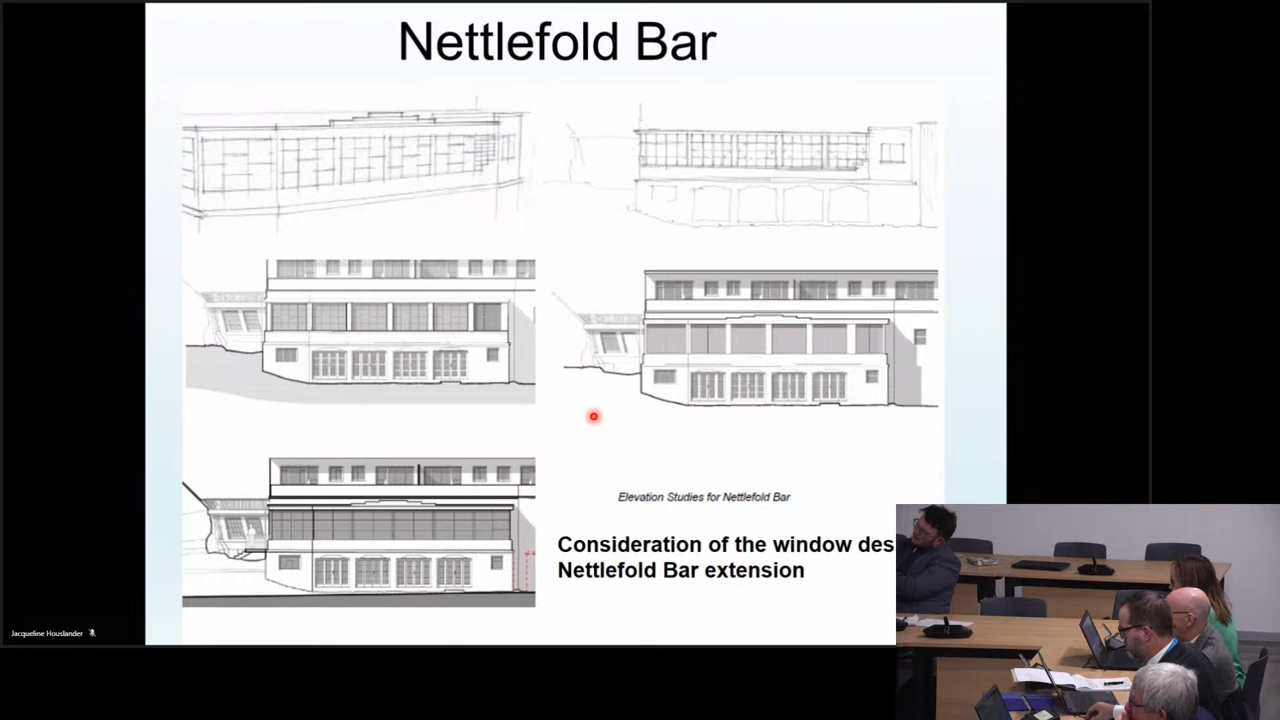 Nettlefold Bar
Elevation Studies for Nettlefold Bar
Consideration of the window des
Nettlefold Bar extension
Jacqueline Houslander